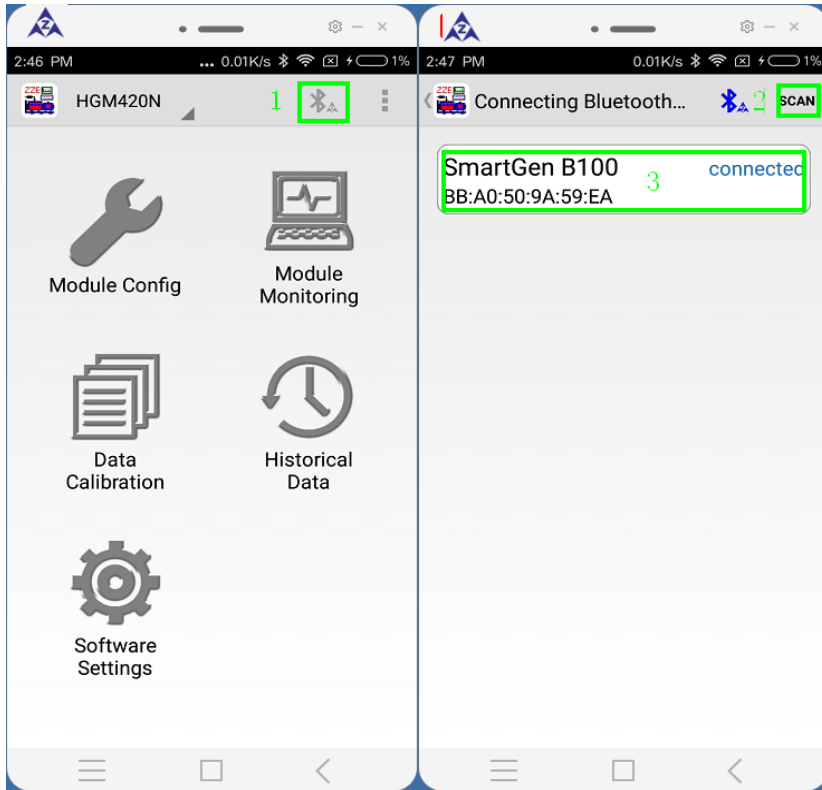 2:46 PM
... 0.01K/s
1%
ZZE
HGM420N
1
Module Config
Module
Monitoring
Data
Calibration
Historical
Data
Software
Settings
2:47 PM
0.01K/s
1%
ZZE
Connecting Bluetooth...
2
SCAN
SmartGen B100
connected
3
BB:A0:50:9A:59:EA